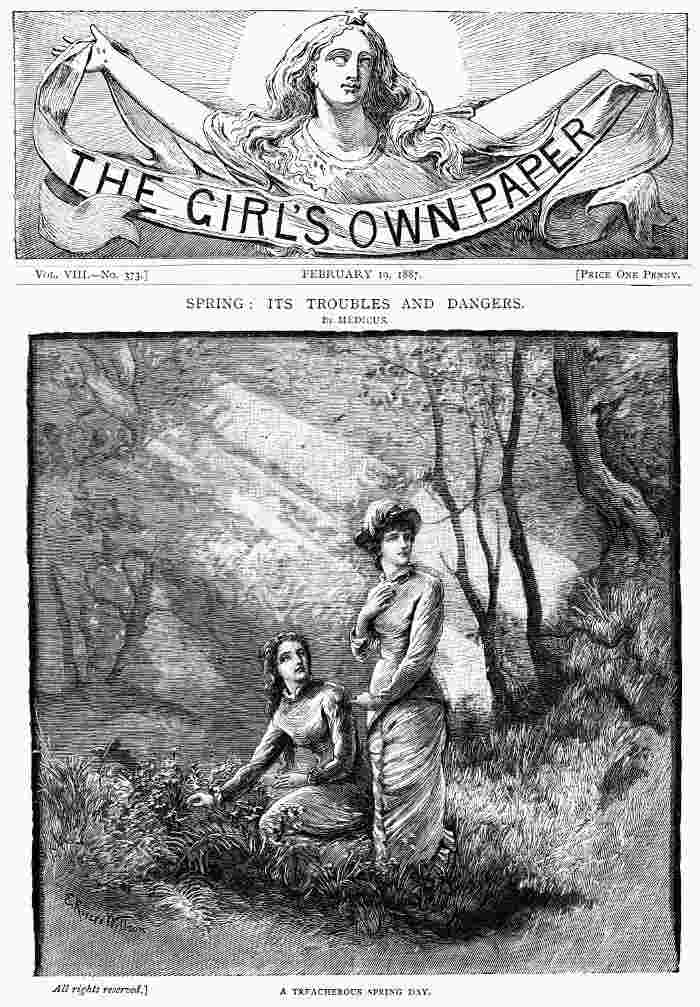 THE GIRL'S OWN PAPER
VOL. VIII.—NO. 373.] FEBRUARY 19, 1887. [PRICE ONE PENNY.
SPRING: ITS TROUBLES AND DANGERS.
BY MEDICUS.
All rights reserved.] A TREACHEROUS SPRING DAY.